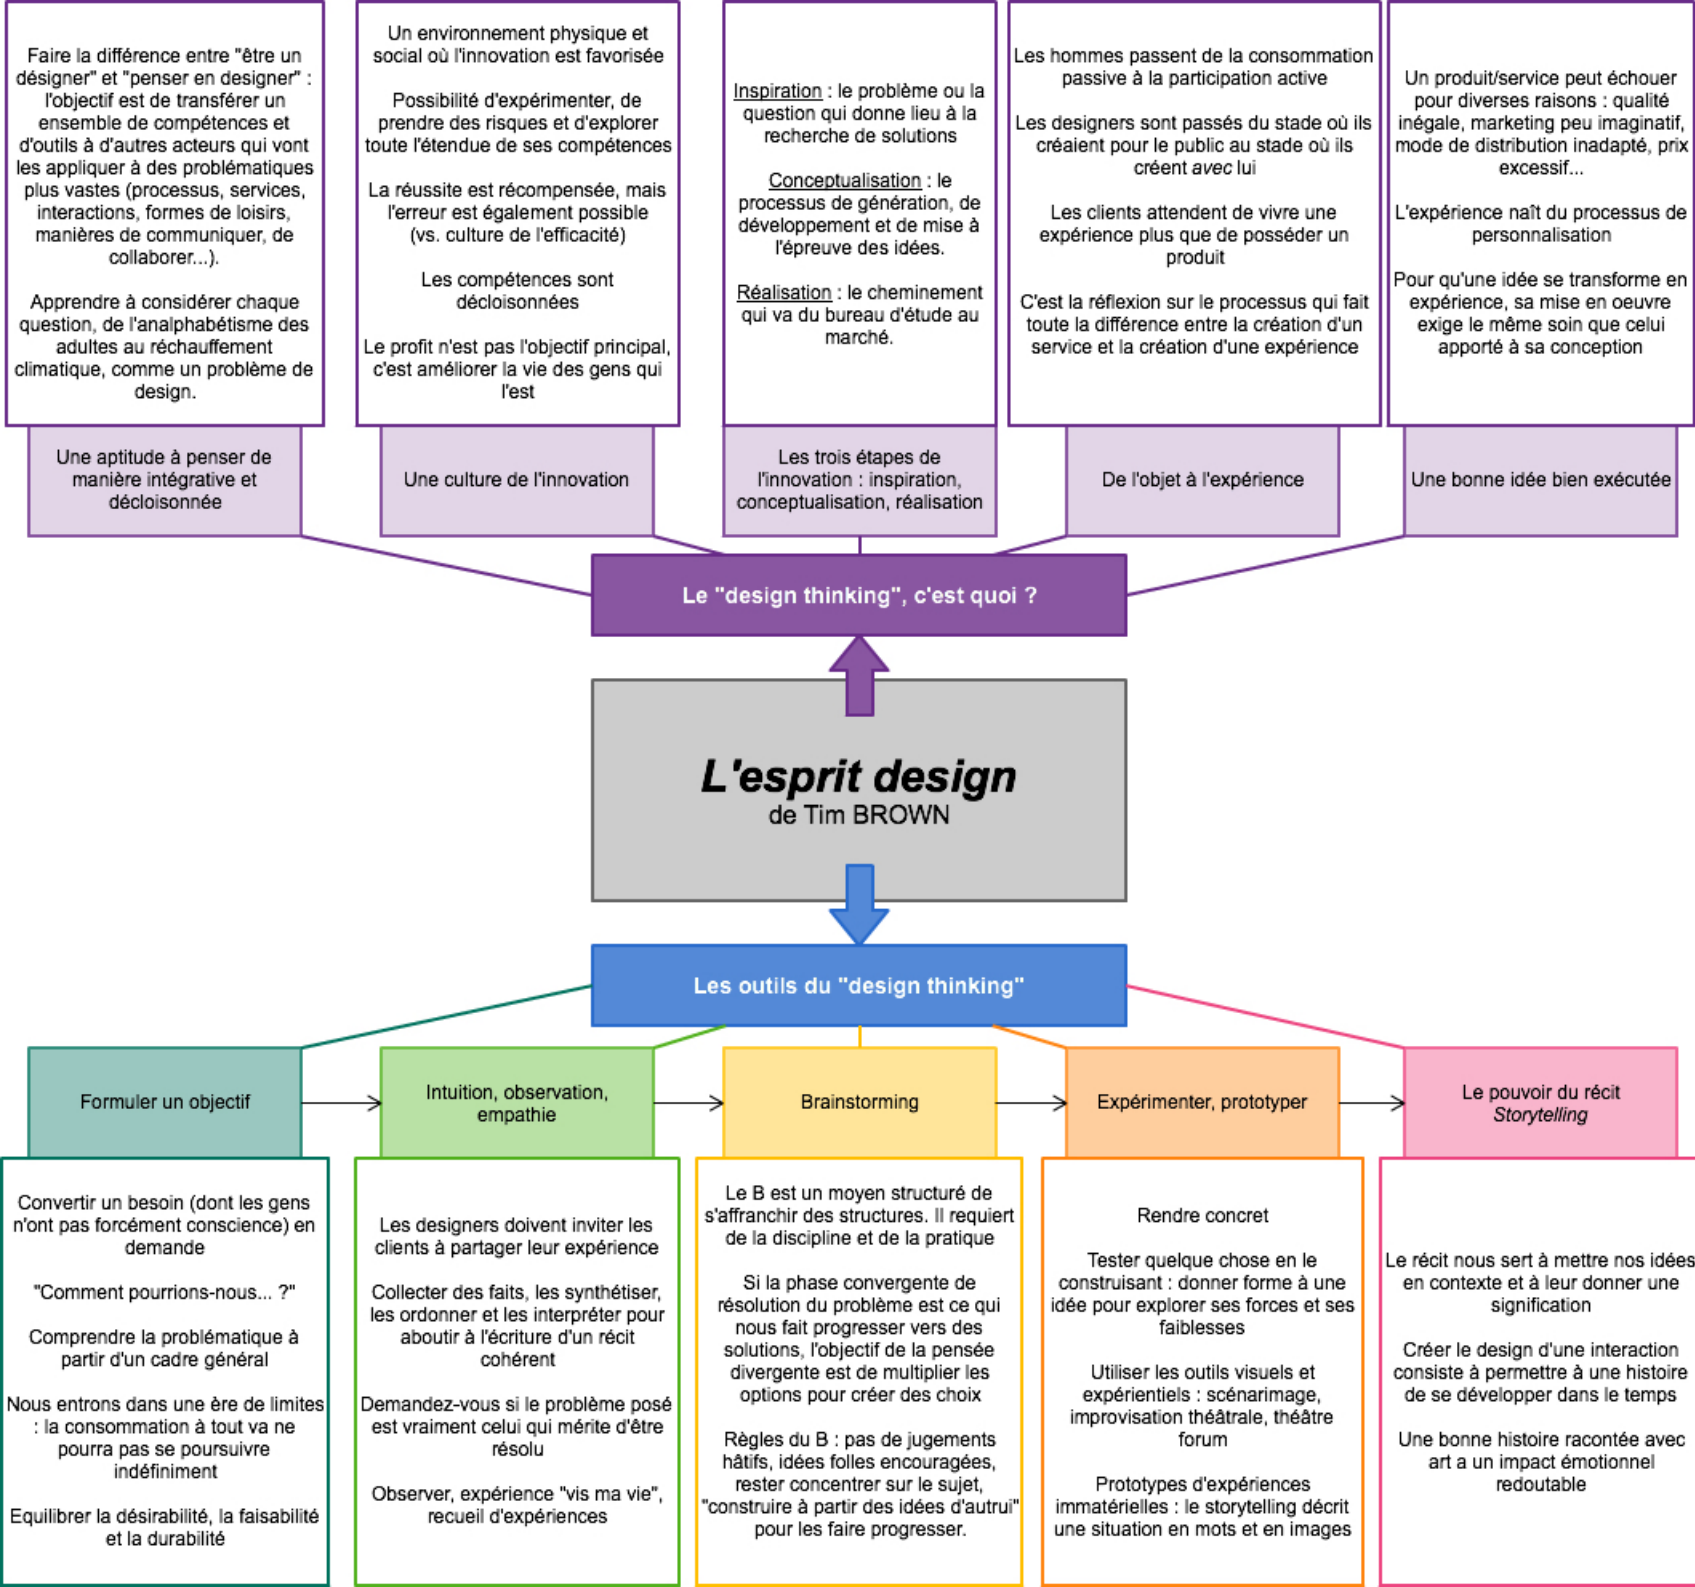 Faire la différence entre "être un
désigner" et "penser en designer" :
l'objectif est de transférer un
ensemble de compétences et
d'outils à d'autres acteurs qui vont
les appliquer à des problématiques
plus vastes (processus, services,
interactions, formes de loisirs,
manières de communiquer, de
collaborer...).
Apprendre à considérer chaque
question, de l'analphabétisme des
adultes au réchauffement
climatique, comme un problème de
design.
Un environnement physique et
social où l'innovation est favorisée
Possibilité d'expérimenter, de
prendre des risques et d'explorer
toute l'étendue de ses compétences
La réussite est récompensée, mais
l'erreur est également possible
(vs. culture de l'efficacité)
Les compétences sont
décloisonnées
Le profit n'est pas l'objectif principal,
c'est améliorer la vie des gens qui
l'est
Inspiration : le problème ou la
question qui donne lieu à la
recherche de solutions
Conceptualisation : le
processus de génération, de
développement et de mise à
l'épreuve des idées.
Réalisation : le cheminement
qui va du bureau d'étude au
marché.
Les hommes passent de la consommation
passive à la participation active
Les designers sont passés du stade où ils
créaient pour le public au stade où ils
créent avec lui
Les clients attendent de vivre une
expérience plus que de posséder un
produit
C'est la réflexion sur le processus qui fait
toute la différence entre la création d'un
service et la création d'une expérience
Un produit/service peut échouer
pour diverses raisons : qualité
inégale, marketing peu imaginatif,
mode de distribution inadapté, prix
excessif...
L'expérience naît du processus de
personnalisation
Pour qu'une idée se transforme en
expérience, sa mise en oeuvre
exige le même soin que celui
apporté à sa conception
Une aptitude à penser de
manière intégrative et
décloisonnée
Une culture de l'innovation
Les trois étapes de
l'innovation : inspiration,
conceptualisation, réalisation
De l'objet à l'expérience
Une bonne idée bien exécutée
Le "design thinking", c'est quoi ?
L'esprit design
de Tim BROWN
Les outils du "design thinking"
Formuler un objectif
Intuition, observation,
empathie
Brainstorming
Expérimenter, prototyper
Le pouvoir du récit
Storytelling
Convertir un besoin (dont les gens
n'ont pas forcément conscience) en
demande
"Comment pourrions-nous... ?"
Comprendre la problématique à
partir d'un cadre général
Nous entrons dans une ère de limites
: la consommation à tout va ne
pourra pas se poursuivre
indéfiniment
Equilibrer la désirabilité, la faisabilité
et la durabilité
Les designers doivent inviter les
clients à partager leur expérience
Collecter des faits, les synthétiser,
les ordonner et les interpréter pour
aboutir à l'écriture d'un récit
cohérent
Demandez-vous si le problème posé
est vraiment celui qui mérite d'être
résolu
Observer, expérience "vis ma vie",
recueil d'expériences
Le B est un moyen structuré de
s'affranchir des structures. Il requiert
de la discipline et de la pratique
Si la phase convergente de
résolution du problème est ce qui
nous fait progresser vers des
solutions, l'objectif de la pensée
divergente est de multiplier les
options pour créer des choix
Règles du B : pas de jugements
hâtifs, idées folles encouragées,
rester concentrer sur le sujet,
"construire à partir des idées d'autrui"
pour les faire progresser.
Rendre concret
Tester quelque chose en le
construisant : donner forme à une
idée pour explorer ses forces et ses
faiblesses
Utiliser les outils visuels et
expérientiels : scénarimage,
improvisation théâtrale, théâtre
forum
Prototypes d'expériences
immatérielles : le storytelling décrit
une situation en mots et en images
Le récit nous sert à mettre nos idées
en contexte et à leur donner une
signification
Créer le design d'une interaction
consiste à permettre à une histoire
de se développer dans le temps
Une bonne histoire racontée avec
art a un impact émotionnel
redoutable